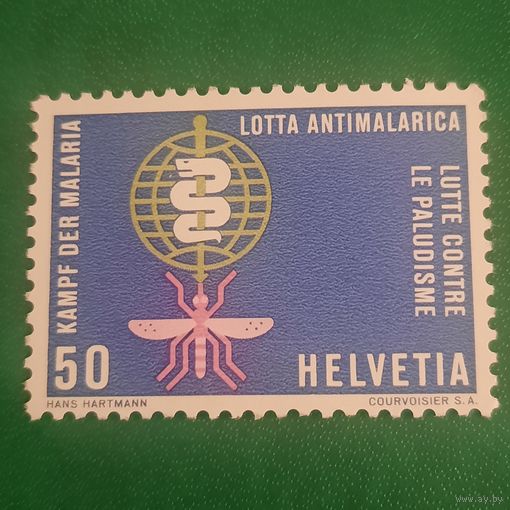 LOTTA ANTIMALARICA
KAMPF DER MALARIA
LUTTE CONTRE
LE PALUDISME
50
HELVETIA
HANS HARTMANN
COURVOISIER S.A.
www.ay.by